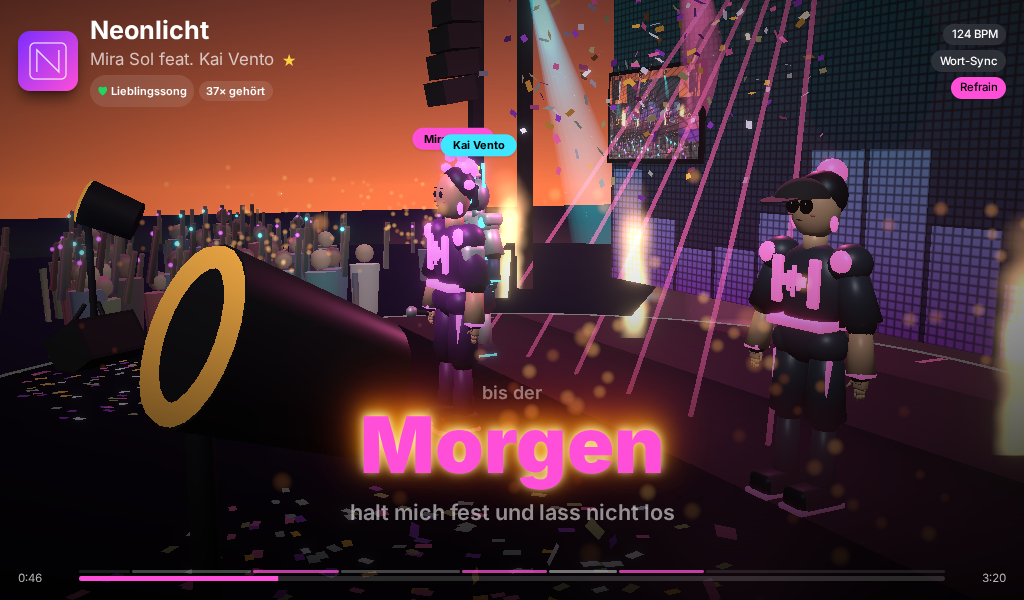 Neonlicht
Mira Sol feat. Kai Vento ★
Lieblingssong
37× gehört
124 BPM
Wort-Sync
Refrain
Kai Vento
bis der
Morgen
halt mich fest und lass nicht los
0:46
3:20